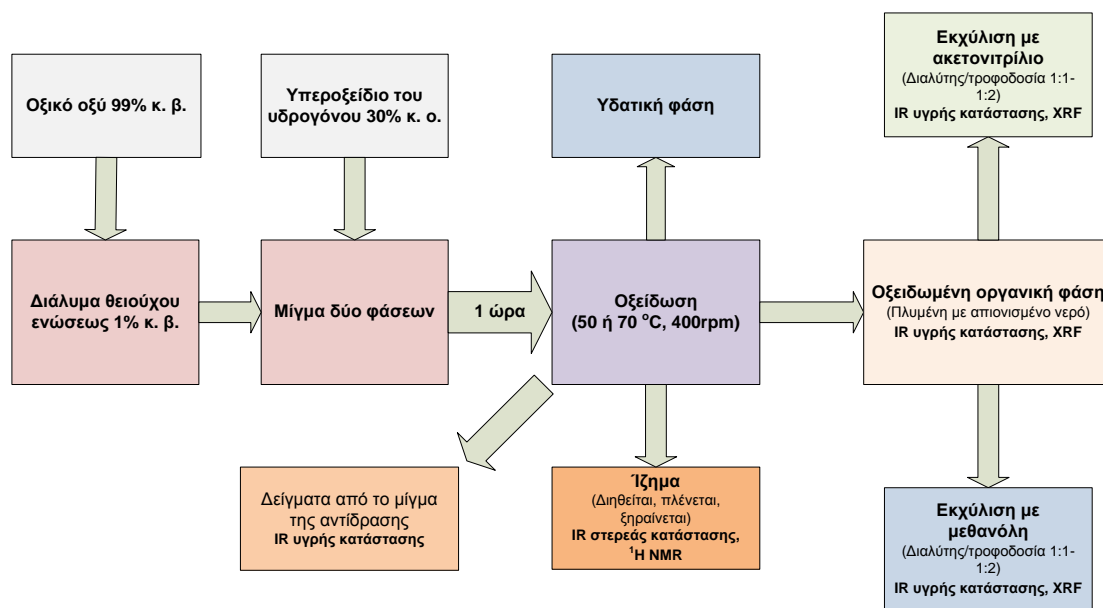 Οξικό οξύ 99% κ. β.
Υπεροξείδιο του
υδρογόνου 30% κ. ο.
Υδατική φάση
Εκχύλιση με
ακετονιτρίλιο
(Διαλύτης/τροφοδοσία 1:1-
1:2)
IR υγρής κατάστασης, XRF
Διάλυμα θειούχου
ενώσεως 1% κ. β.
Μίγμα δύο φάσεων
1 ώρα
Οξείδωση
(50 ή 70 °C, 400rpm)
Οξειδωμένη οργανική φάση
(Πλυμένη με απιονισμένο νερό)
IR υγρής κατάστασης, XRF
Δείγματα από το μίγμα
της αντίδρασης
IR υγρής κατάστασης
Ίζημα
(Διηθείται, πλένεται,
ξηραίνεται)
IR στερεάς κατάστασης,
¹H NMR
Εκχύλιση με
μεθανόλη
(Διαλύτης/τροφοδοσία 1:1-
1:2)
IR υγρής κατάστασης, XRF